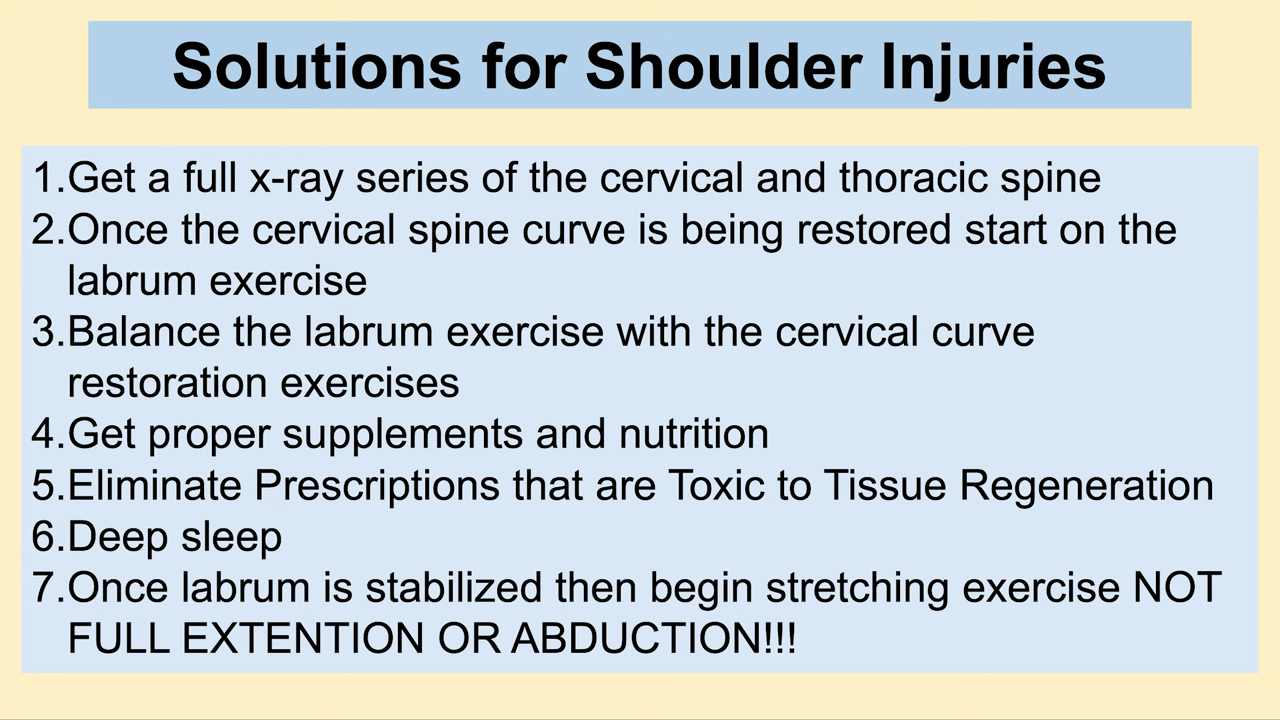 Solutions for Shoulder Injuries
1.Get a full x-ray series of the cervical and thoracic spine
2.Once the cervical spine curve is being restored start on the
labrum exercise
3.Balance the labrum exercise with the cervical curve
restoration exercises
4.Get proper supplements and nutrition
5.Eliminate Prescriptions that are Toxic to Tissue Regeneration
6.Deep sleep
7.Once labrum is stabilized then begin stretching exercise NOT
FULL EXTENTION OR ABDUCTION!!!